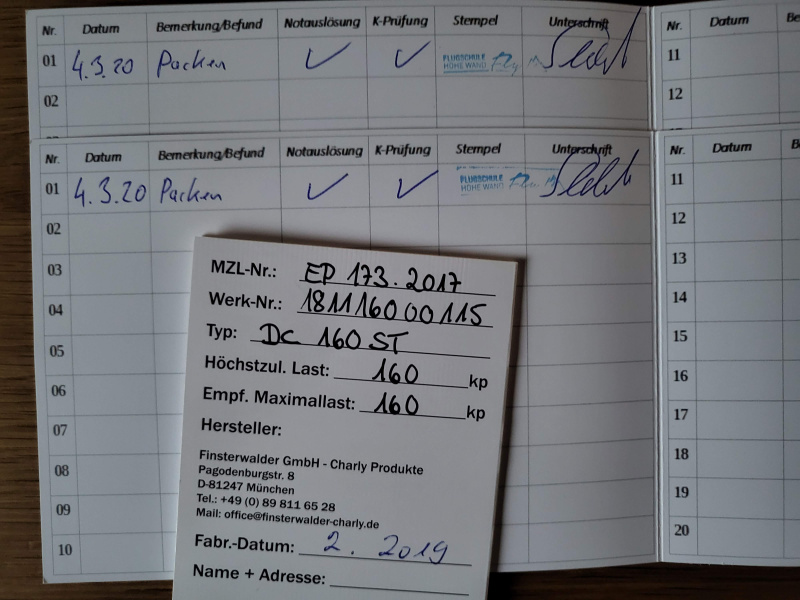 Nr. Datum Bemerkung/Befund Notauslösung K-Prüfung Stempel Unterschrift Nr. Datum
01 4.3.20 Packen ✓ ✓ FLUGSCHULE HOHE WAND 11
02 12
Nr. Datum Bemerkung/Befund Notauslösung K-Prüfung Stempel Unterschrift Nr. Datum
01 4.3.20 Packen ✓ ✓ FLUGSCHULE HOHE WAND 11
02 12
03 13
04 14
05 15
06 16
07 17
08 18
09 19
10 20
MZL-Nr.: EP 173.2017
Werk-Nr.: 181116000115
Typ: DC 160 ST
Höchstzul. Last: 160 kp
Empf. Maximallast: 160 kp
Hersteller:
Finsterwalder GmbH - Charly Produkte
Pagodenburgstr. 8
D-81247 München
Tel.: +49 (0) 89 811 65 28
Mail: office@finsterwalder-charly.de
Fabr.-Datum: 2. 2019
Name + Adresse: